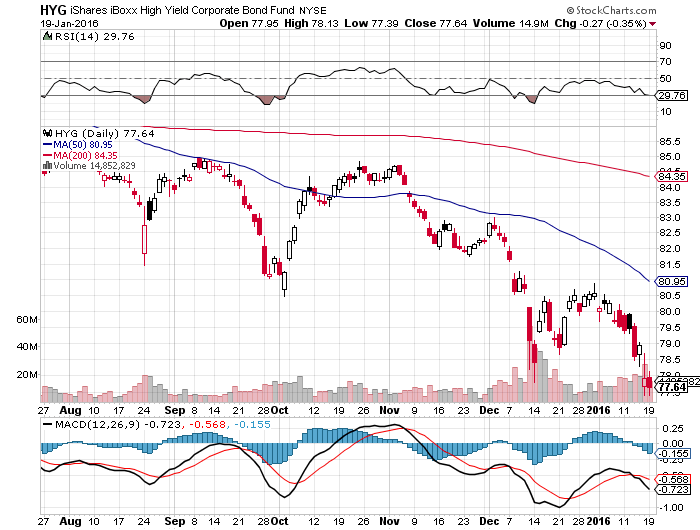 HYG iShares iBoxx High Yield Corporate Bond Fund NYSE © StockCharts.com
19-Jan-2016 Open 77.95 High 78.13 Low 77.39 Close 77.64 Volume 14.9M Chg -0.27 (-0.35%)
RSI(14) 29.76
90
70
50
29.76
10
HYG (Daily) 77.64
MA(50) 80.95
MA(200) 84.35
Volume 14,852,829
85.5
85.0
84.35
84.0
83.5
83.0
82.5
82.0
81.5
80.95
80.5
80.0
79.5
79.0
78.5
78.0
77.64
60M
40M
20M
27 Aug 10 17 24 Sep 8 14 21 28 Oct 12 19 26 Nov 9 16 23 Dec 7 14 21 28 2016 11 19
MACD(12,26,9) -0.723, -0.568, -0.155
0.25
0.00
-0.155
-0.568
-0.723
-1.00
27 Aug 10 17 24 Sep 8 14 21 28 Oct 12 19 26 Nov 9 16 23 Dec 7 14 21 28 2016 11 19